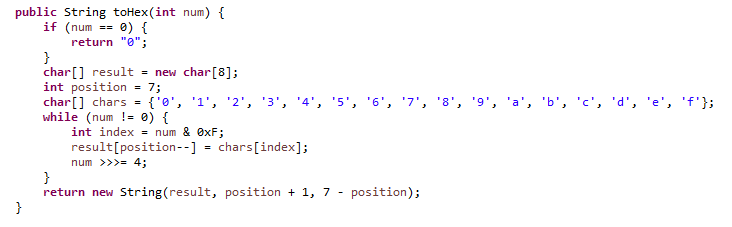 public String toHex(int num) {
    if (num == 0) {
        return "0";
    }
    char[] result = new char[8];
    int position = 7;
    char[] chars = {'0', '1', '2', '3', '4', '5', '6', '7', '8', '9', 'a', 'b', 'c', 'd', 'e', 'f'};
    while (num != 0) {
        int index = num & 0xF;
        result[position--] = chars[index];
        num >>>= 4;
    }
    return new String(result, position + 1, 7 - position);
}